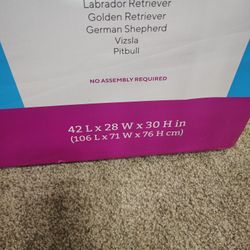 Labrador Retriever
Golden Retriever
German Shepherd
Vizsla
Pitbull
NO ASSEMBLY REQUIRED
42 L x 28 W x 30 H in
(106 L x 71 W x 76 H cm)